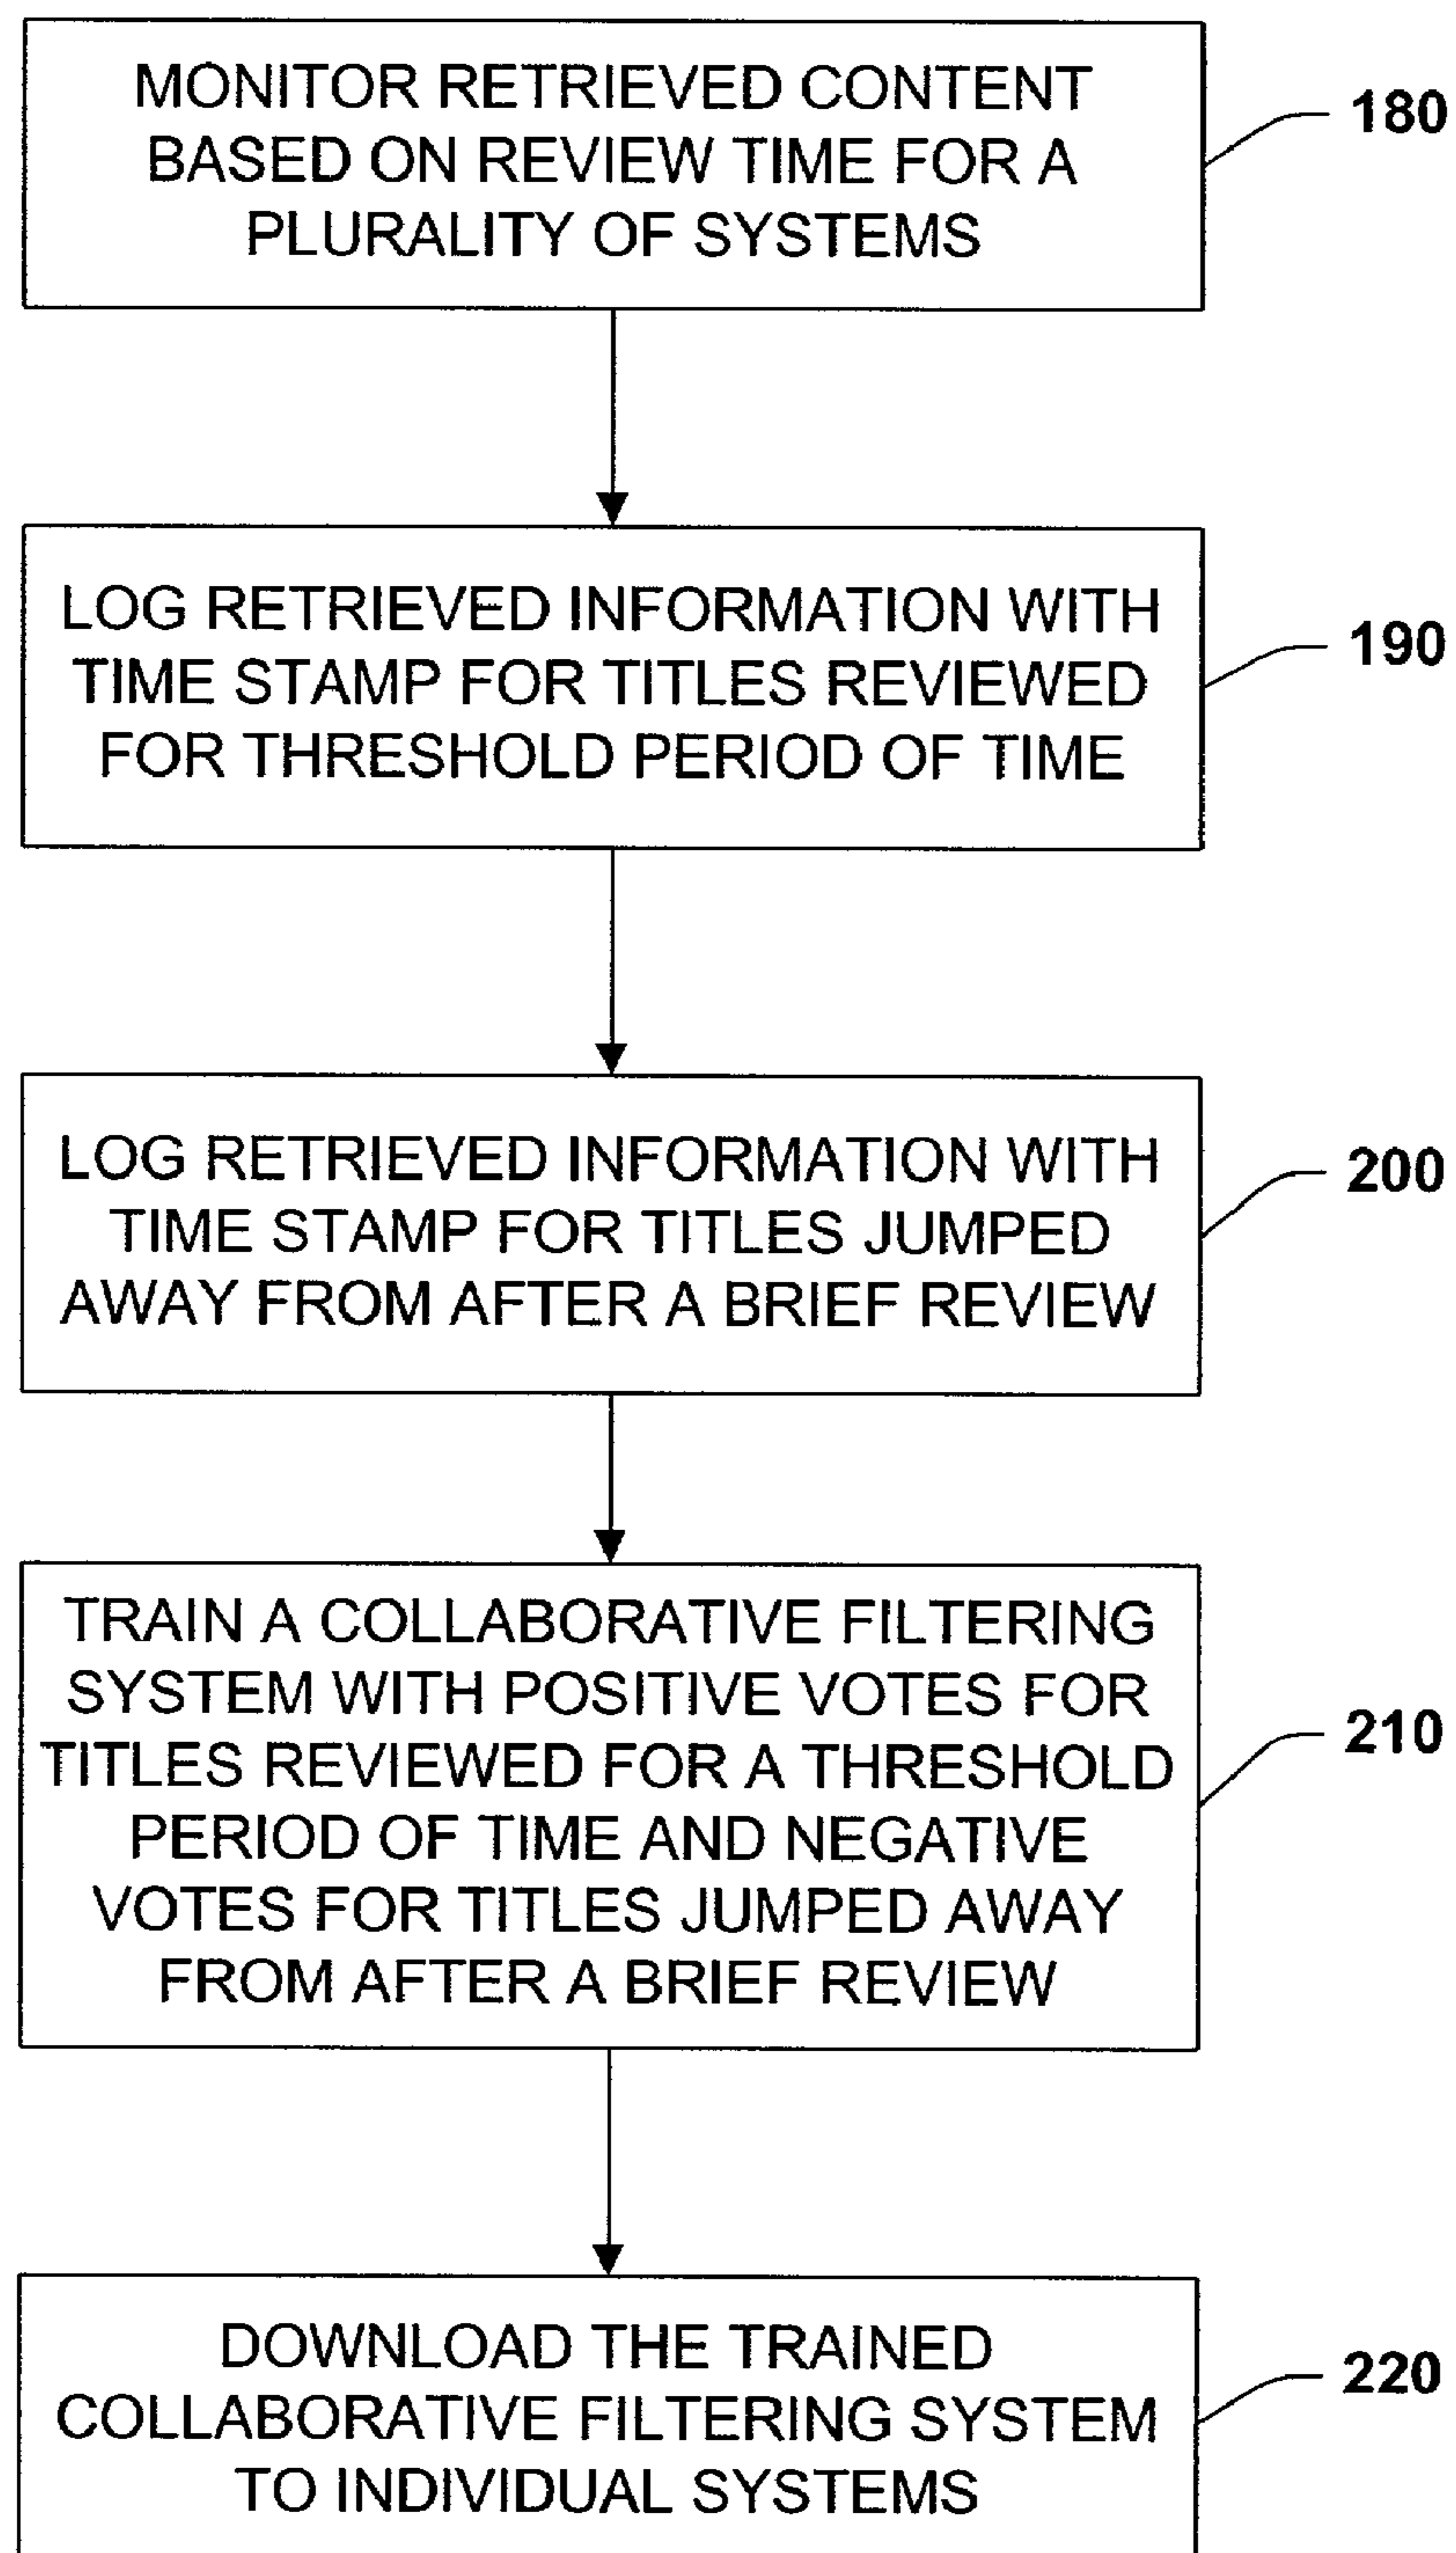 MONITOR RETRIEVED CONTENT
BASED ON REVIEW TIME FOR A
PLURALITY OF SYSTEMS
180
LOG RETRIEVED INFORMATION WITH
TIME STAMP FOR TITLES REVIEWED
FOR THRESHOLD PERIOD OF TIME
190
LOG RETRIEVED INFORMATION WITH
TIME STAMP FOR TITLES JUMPED
AWAY FROM AFTER A BRIEF REVIEW
200
TRAIN A COLLABORATIVE FILTERING
SYSTEM WITH POSITIVE VOTES FOR
TITLES REVIEWED FOR A THRESHOLD
PERIOD OF TIME AND NEGATIVE
VOTES FOR TITLES JUMPED AWAY
FROM AFTER A BRIEF REVIEW
210
DOWNLOAD THE TRAINED
COLLABORATIVE FILTERING SYSTEM
TO INDIVIDUAL SYSTEMS
220